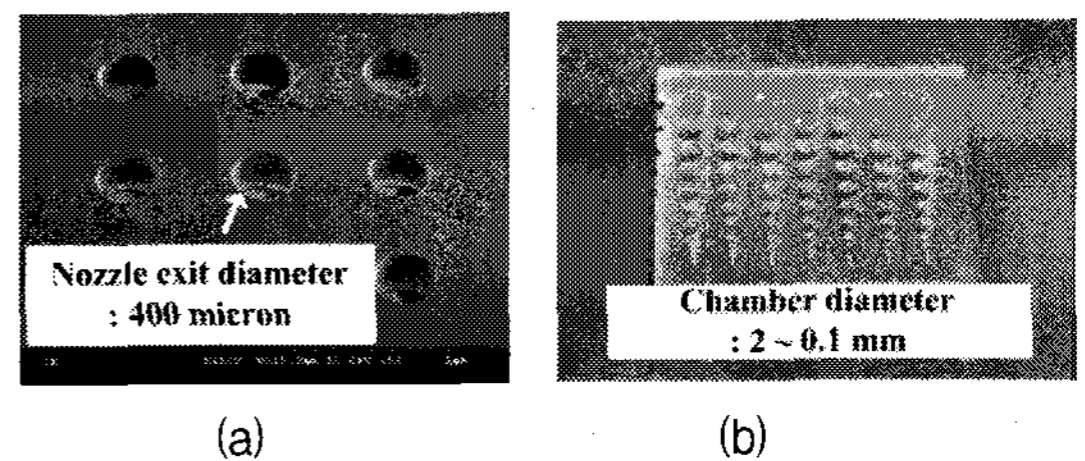 Nozzle exit diameter
: 400 micron
Chamber diameter
: 2 ~ 0.1 mm
(a)
(b)